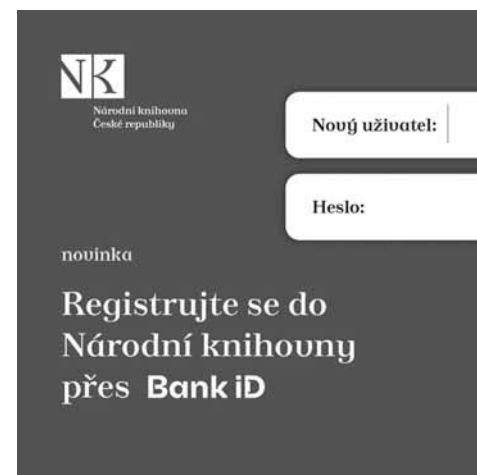 NK
Národní knihovna
České republiky
Nový uživatel:
Heslo:
novinka
Registrujte se do
Národní knihovny
přes Bank iD